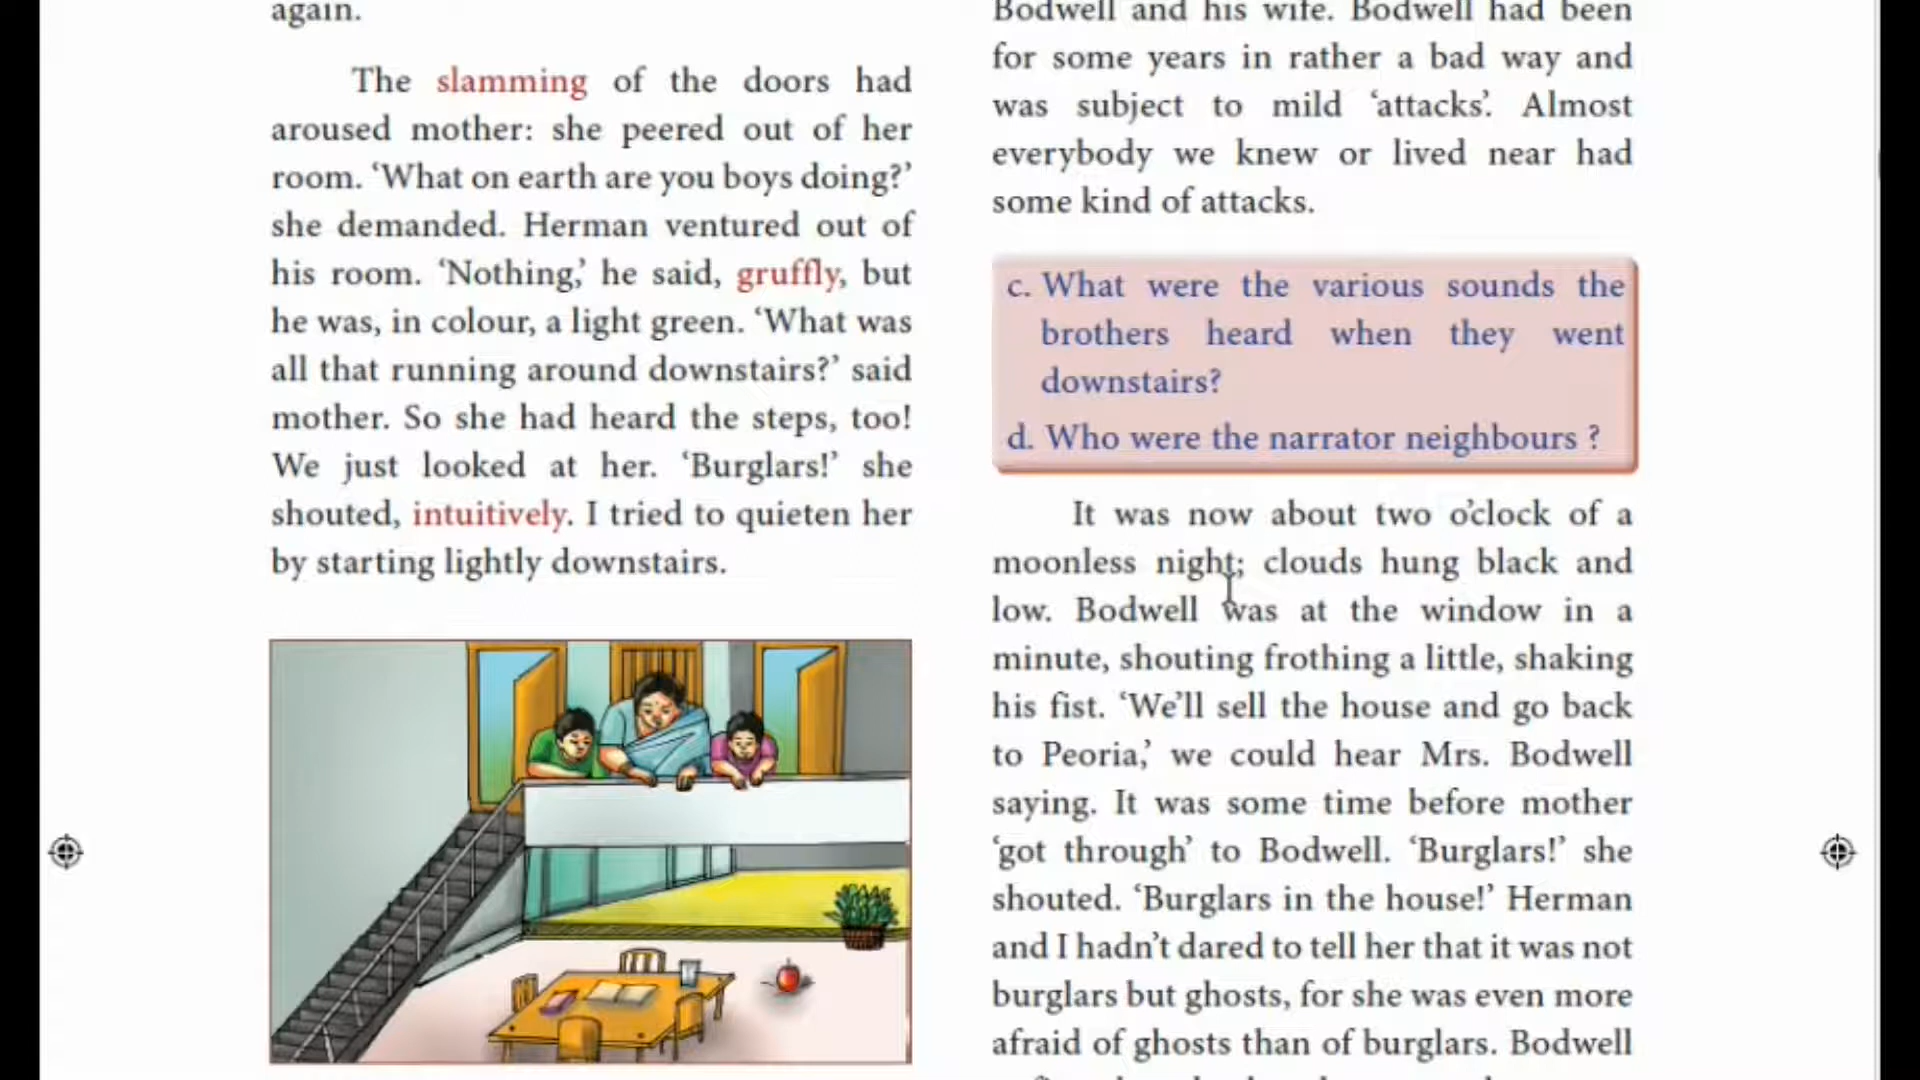 again.
The slamming of the doors had
aroused mother: she peered out of her
room. ‘What on earth are you boys doing?’
she demanded. Herman ventured out of
his room. ‘Nothing,’ he said, gruffly, but
he was, in colour, a light green. ‘What was
all that running around downstairs?’ said
mother. So she had heard the steps, too!
We just looked at her. ‘Burglars!’ she
shouted, intuitively. I tried to quieten her
by starting lightly downstairs.
Bodwell and his wife. Bodwell had been
for some years in rather a bad way and
was subject to mild ‘attacks’. Almost
everybody we knew or lived near had
some kind of attacks.
c. What were the various sounds the
brothers heard when they went
downstairs?
d. Who were the narrator neighbours ?
It was now about two o’clock of a
moonless night; clouds hung black and
low. Bodwell was at the window in a
minute, shouting frothing a little, shaking
his fist. ‘We’ll sell the house and go back
to Peoria,’ we could hear Mrs. Bodwell
saying. It was some time before mother
‘got through’ to Bodwell. ‘Burglars!’ she
shouted. ‘Burglars in the house!’ Herman
and I hadn’t dared to tell her that it was not
burglars but ghosts, for she was even more
afraid of ghosts than of burglars. Bodwell